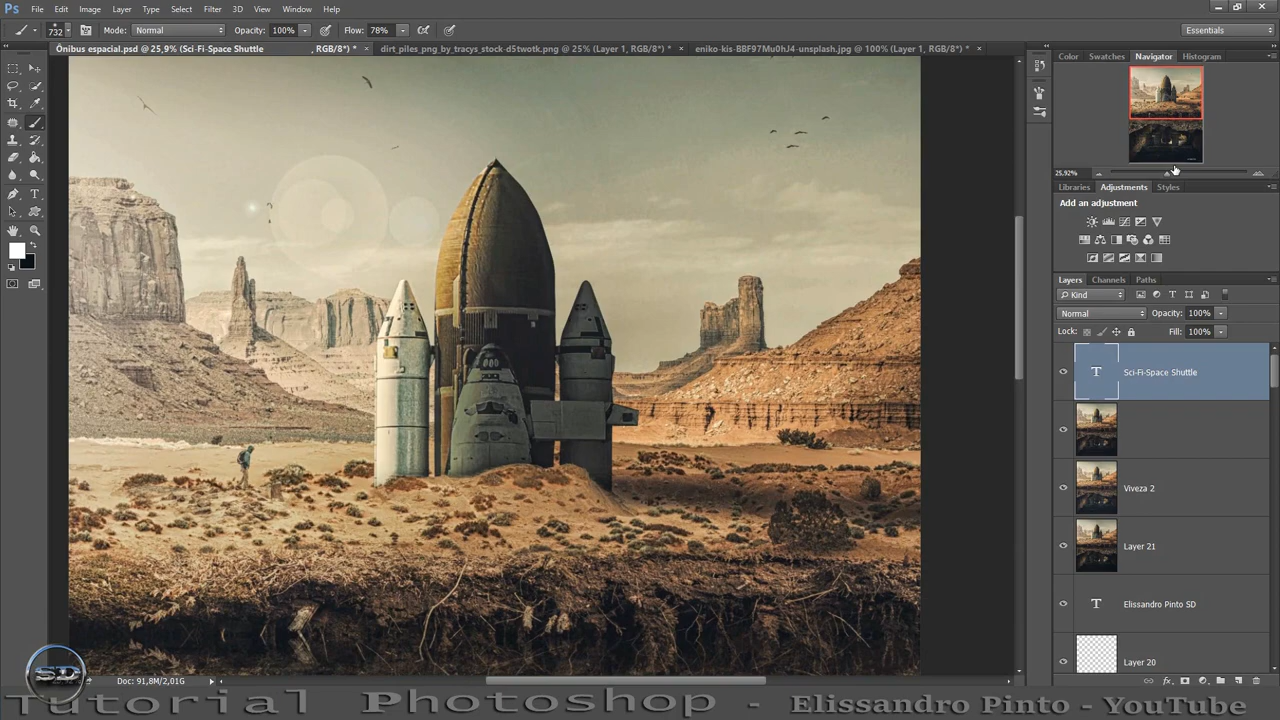 Ps File Edit Image Layer Type Select Filter 3D View Window Help
732 Mode: Normal Opacity: 100% Flow: 78% Essentials
Ônibus espacial.psd @ 25,9% (Sci-Fi-Space Shuttle , RGB/8*) * × dirt_piles_png_by_tracys_stock-d5twotk.png @ 25% (Layer 1, RGB/8*) * × eniko-kis-BBF97Mu0hJ4-unsplash.jpg @ 100% (Layer 1, RGB/8*) * ×
Color Swatches Navigator Histogram
25.92%
Libraries Adjustments Styles
Add an adjustment
Layers Channels Paths
Kind
Normal Opacity: 100%
Lock: Fill: 100%
T Sci-Fi-Space Shuttle
Viveza 2
Layer 21
T Elissandro Pinto SD
Layer 20
SD
Doc: 91,8M/2,01G
Tutorial Photoshop - Elissandro Pinto - YouTube